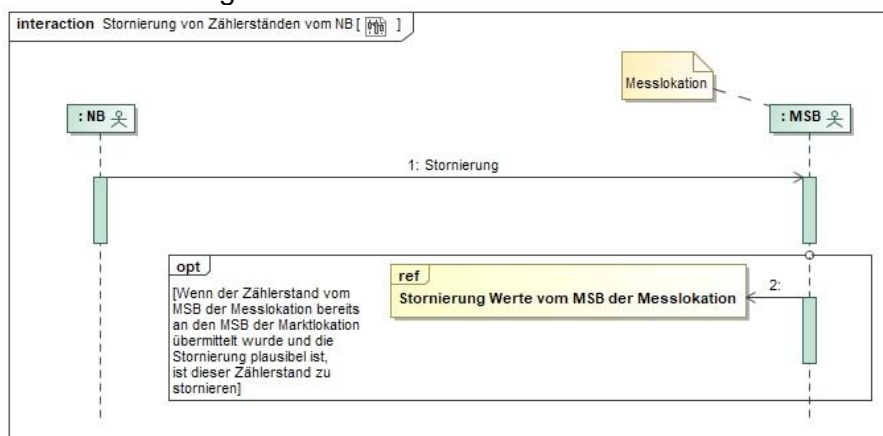 interaction Stornierung von Zählerständen vom NB [ ]
Messlokation
: NB
: MSB
1: Stornierung
opt
[Wenn der Zählerstand vom
MSB der Messlokation bereits
an den MSB der Marktlokation
übermittelt wurde und die
Stornierung plausibel ist,
ist dieser Zählerstand zu
stornieren]
ref
Stornierung Werte vom MSB der Messlokation
2: